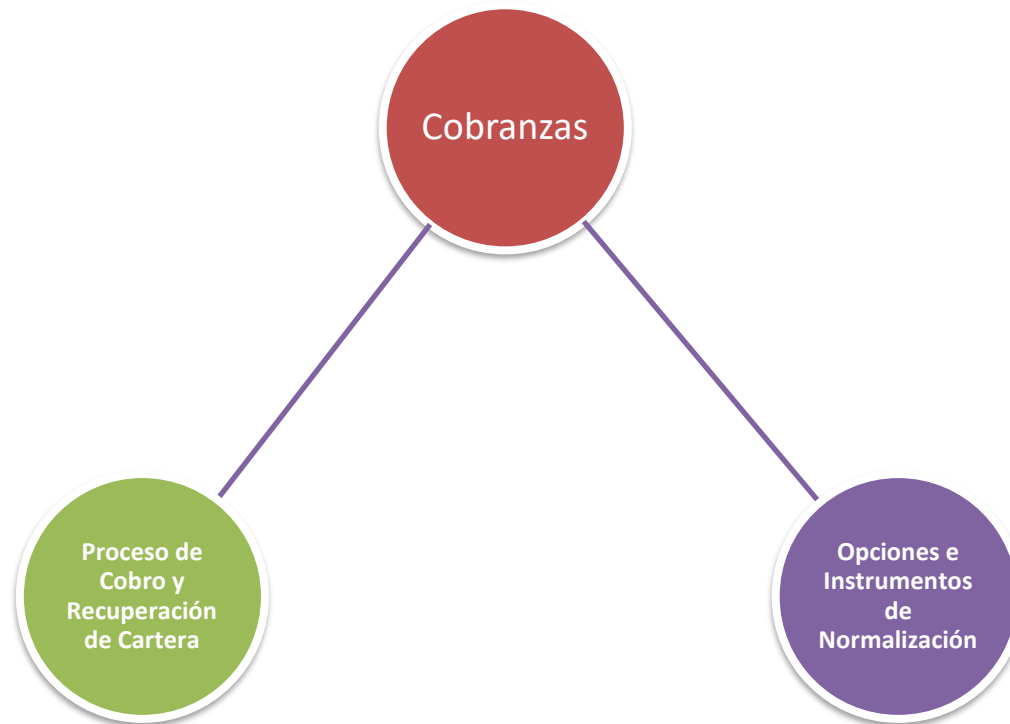 Cobranzas
Proceso de
Cobro y
Recuperación
de Cartera
Opciones e
Instrumentos
de
Normalización